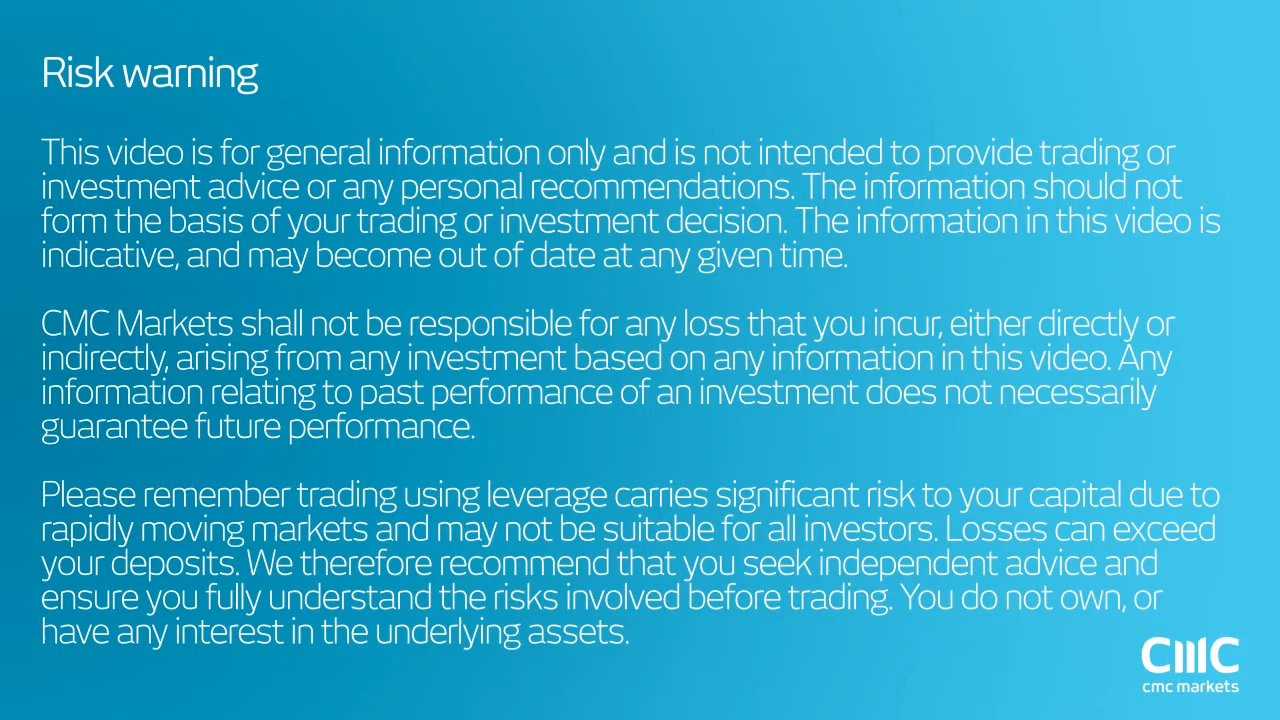 Risk warning
This video is for general information only and is not intended to provide trading or
investment advice or any personal recommendations. The information should not
form the basis of your trading or investment decision. The information in this video is
indicative, and may become out of date at any given time.
CMC Markets shall not be responsible for any loss that you incur, either directly or
indirectly, arising from any investment based on any information in this video. Any
information relating to past performance of an investment does not necessarily
guarantee future performance.
Please remember trading using leverage carries significant risk to your capital due to
rapidly moving markets and may not be suitable for all investors. Losses can exceed
your deposits. We therefore recommend that you seek independent advice and
ensure you fully understand the risks involved before trading. You do not own, or
have any interest in the underlying assets.
CMC
cmc markets